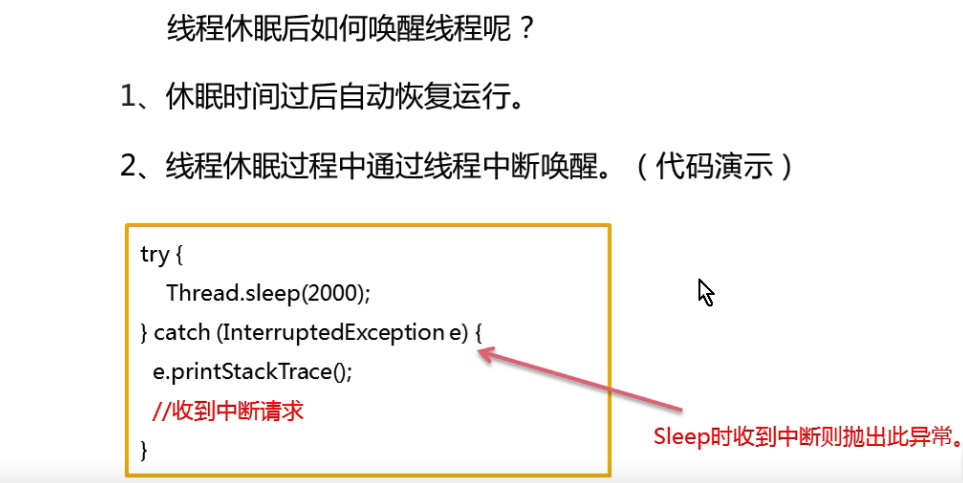 线程休眠后如何唤醒线程呢？
1、休眠时间过后自动恢复运行。
2、线程休眠过程中通过线程中断唤醒。（代码演示）
try {
Thread.sleep(2000);
} catch (InterruptedException e) {
e.printStackTrace();
//收到中断请求
}
Sleep时收到中断则抛出此异常。